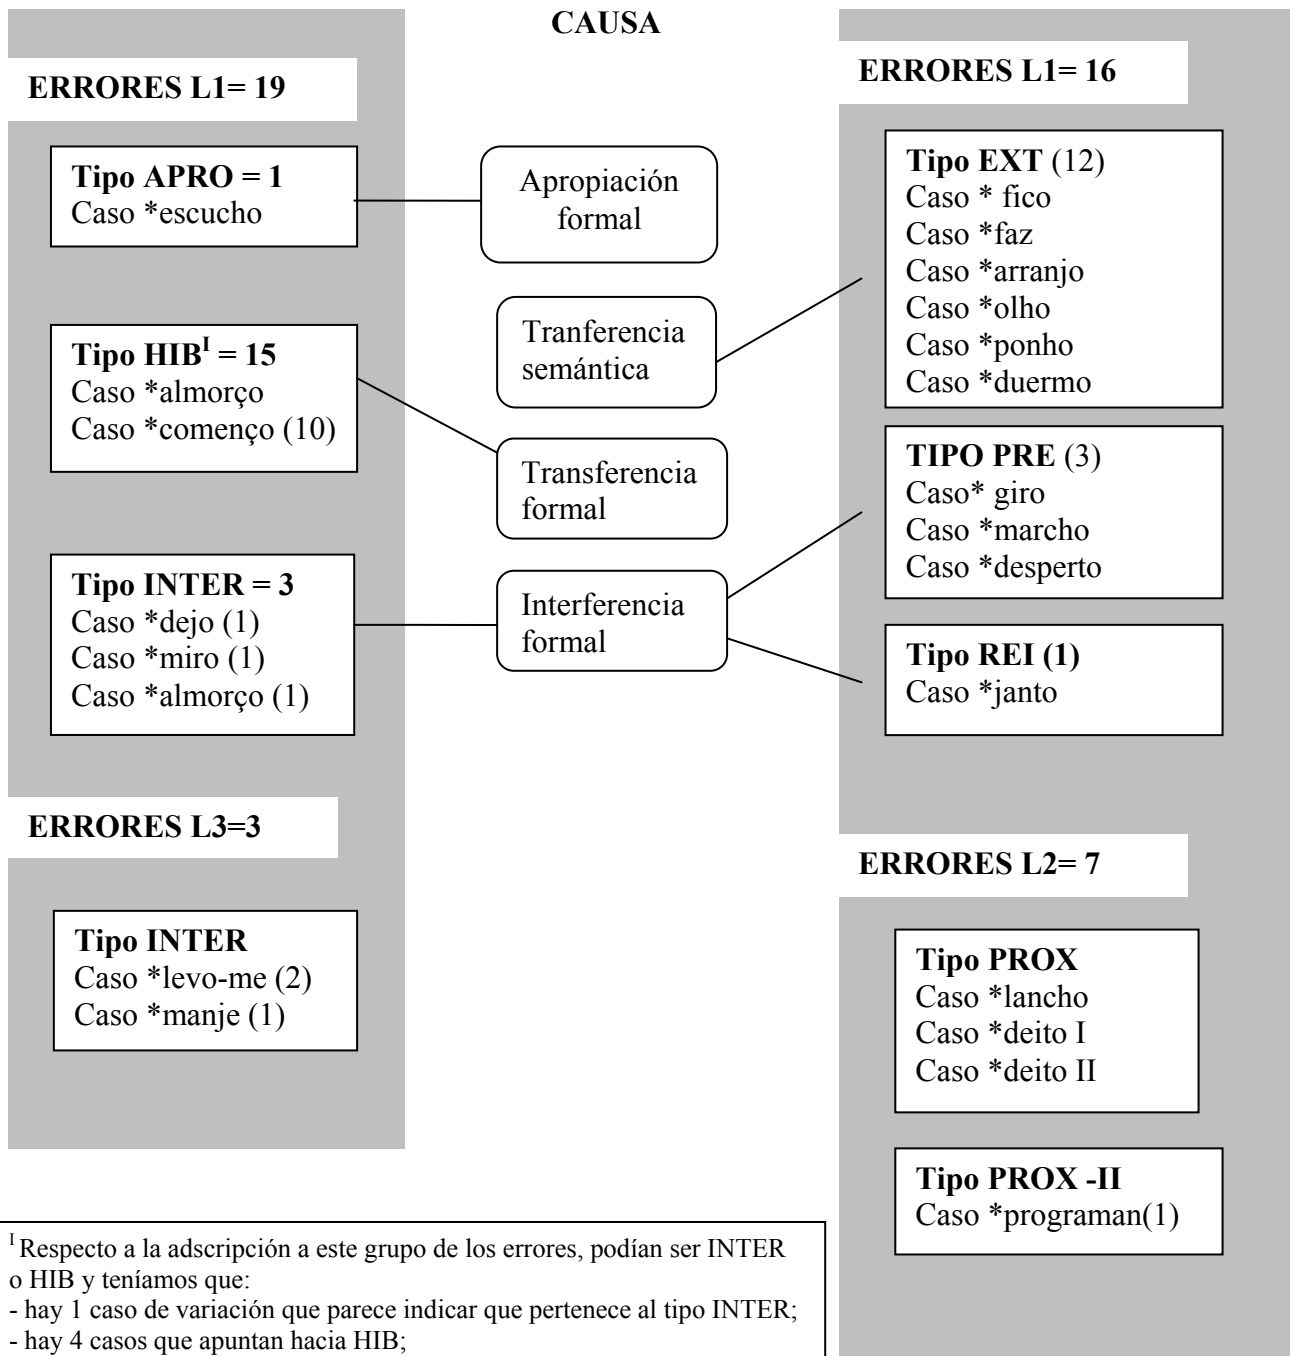 CAUSA
ERRORES L1= 19
Tipo APRO = 1
Caso *escucho
Tipo HIB^I = 15
Caso *almorço
Caso *començo (10)
Tipo INTER = 3
Caso *dejo (1)
Caso *miro (1)
Caso *almorço (1)
ERRORES L3=3
Tipo INTER
Caso *levo-me (2)
Caso *manje (1)
Apropiación
formal
Tranferencia
semántica
Transferencia
formal
Interferencia
formal
ERRORES L1= 16
Tipo EXT (12)
Caso * fico
Caso *faz
Caso *arranjo
Caso *olho
Caso *ponho
Caso *duermo
TIPO PRE (3)
Caso* giro
Caso *marcho
Caso *desperto
Tipo REI (1)
Caso *janto
ERRORES L2= 7
Tipo PROX
Caso *lancho
Caso *deito I
Caso *deito II
Tipo PROX -II
Caso *programan(1)
I Respecto a la adscripción a este grupo de los errores, podían ser INTER
o HIB y teníamos que:
- hay 1 caso de variación que parece indicar que pertenece al tipo INTER;
- hay 4 casos que apuntan hacia HIB;